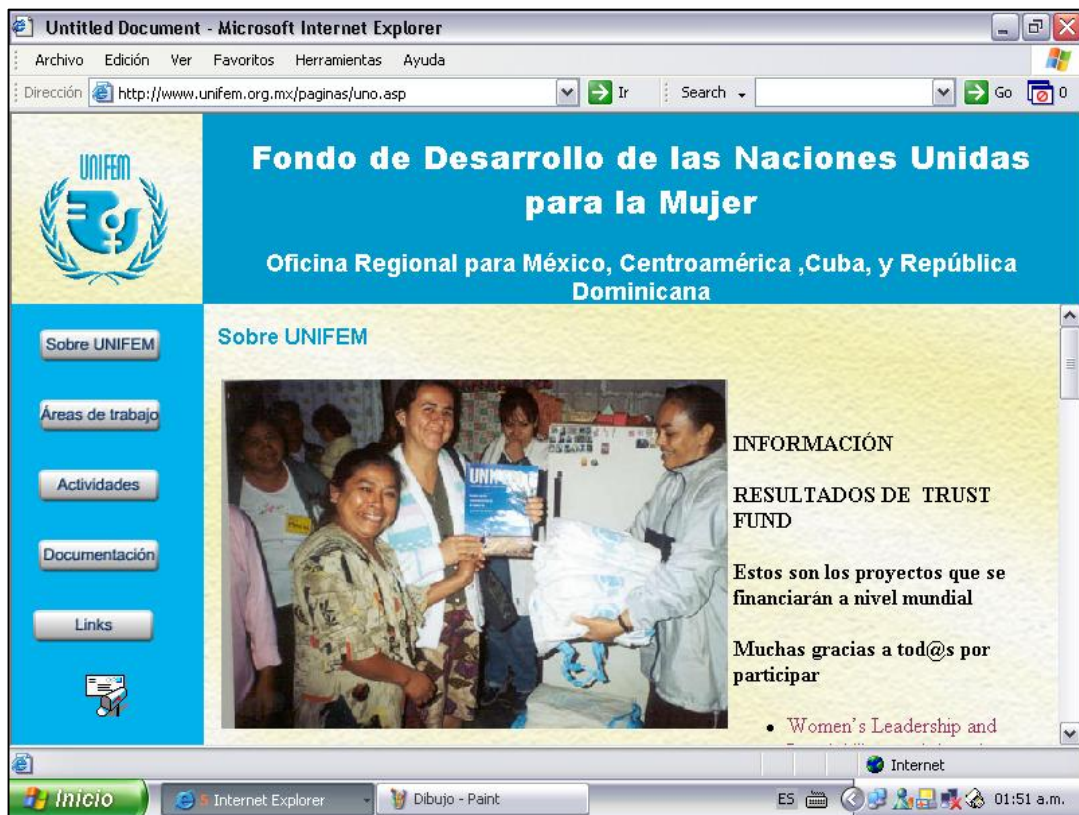 Untitled Document - Microsoft Internet Explorer
Archivo Edición Ver Favoritos Herramientas Ayuda
Dirección http://www.unifem.org.mx/paginas/uno.asp Ir Search Go 0
UNIFEM
Fondo de Desarrollo de las Naciones Unidas
para la Mujer
Oficina Regional para México, Centroamérica ,Cuba, y República
Dominicana
Sobre UNIFEM
Áreas de trabajo
Actividades
Documentación
Links
Sobre UNIFEM
UNIFEM
INFORMACIÓN
RESULTADOS DE TRUST
FUND
Estos son los proyectos que se
financiarán a nivel mundial
Muchas gracias a tod@s por
participar
• Women's Leadership and
Internet
Inicio 5 Internet Explorer Dibujo - Paint ES 01:51 a.m.